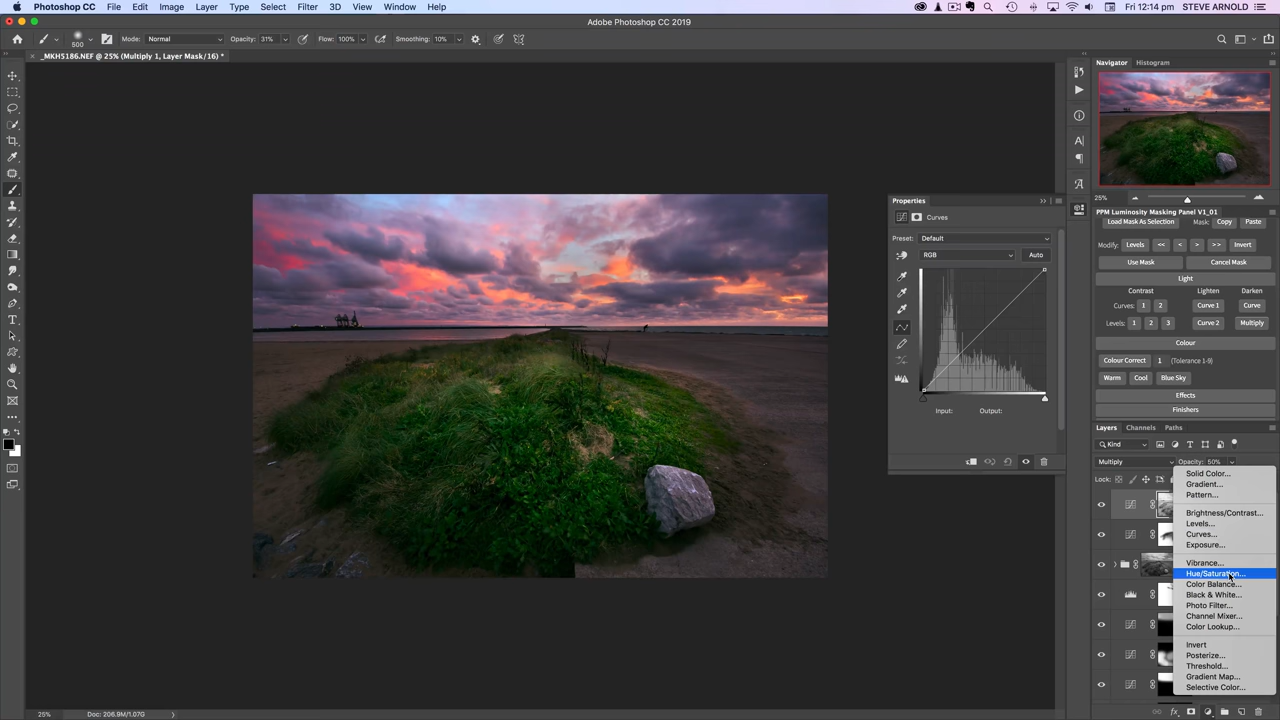 Photoshop CC File Edit Image Layer Type Select Filter 3D View Window Help Fri 12:14 PM STEVE ARNOLD
Adobe Photoshop CC 2019
500 Mode: Normal Opacity: 31% Flow: 100% Smoothing: 10%
_MKH5186.NEF @ 25% (Multiply 1, Layer Mask/16) *
Navigator Histogram
25%
PPM Luminosity Masking Panel V1_01
Load Mask As Selection Mask: Copy Paste
Modify: Levels << < > >> Invert
Use Mask Cancel Mask
Light
Contrast Lighten Darken
Curves: 1 2 Curve 1 Curve
Levels: 1 2 3 Curve 2 Multiply
Colour
Colour Correct 1 (Tolerance 1-9)
Warm Cool Blue Sky
Effects
Finishers
Properties
Curves
Preset: Default
RGB Auto
Input: Output:
Layers Channels Paths
Kind
Multiply Opacity: 50%
Lock:
Solid Color...
Gradient...
Pattern...
Brightness/Contrast...
Levels...
Curves...
Exposure...
Vibrance...
Hue/Saturation...
Color Balance...
Black & White...
Photo Filter...
Channel Mixer...
Color Lookup...
Invert
Posterize...
Threshold...
Gradient Map...
Selective Color...
25% Doc: 206.9M/1.07G